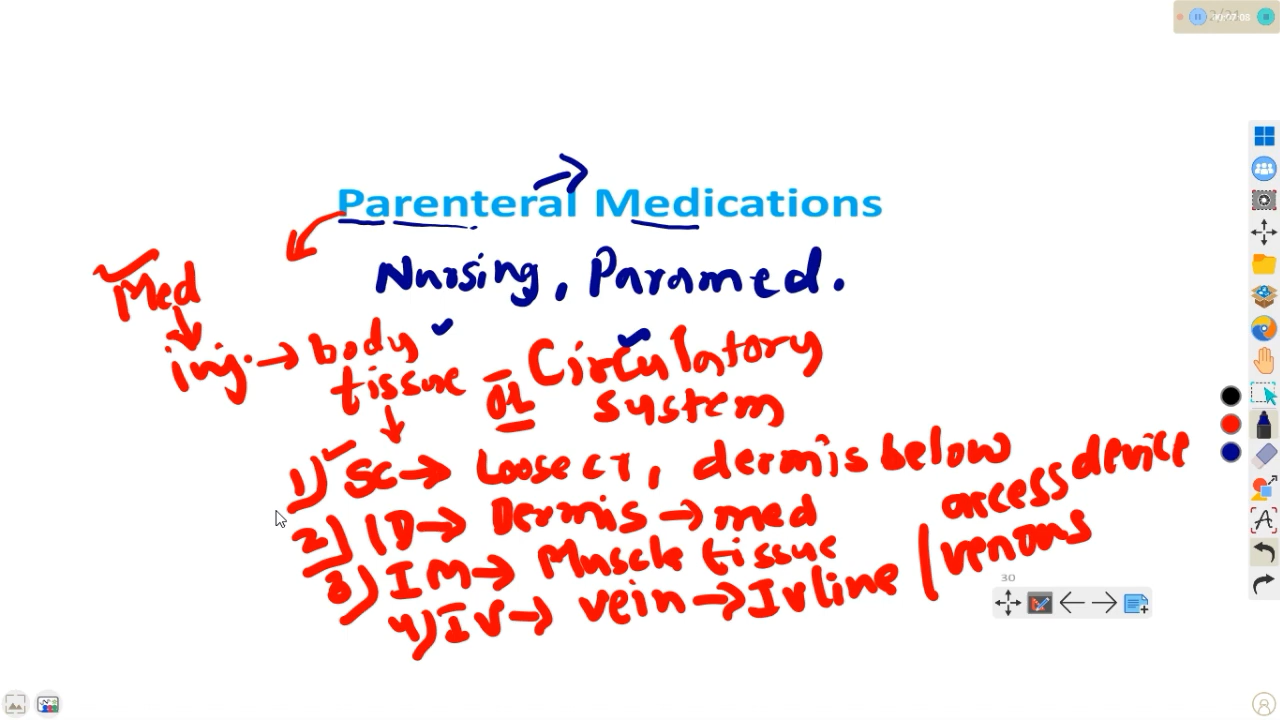 Parenteral Medications
Nursing, Paramed.
Med
inj. → body tissue or Circulatory system
1) SC → Loose CT, dermis below
2) ID → Dermis → med
3) IM → Muscle tissue
4) IV → vein → IV line / venous access device
30